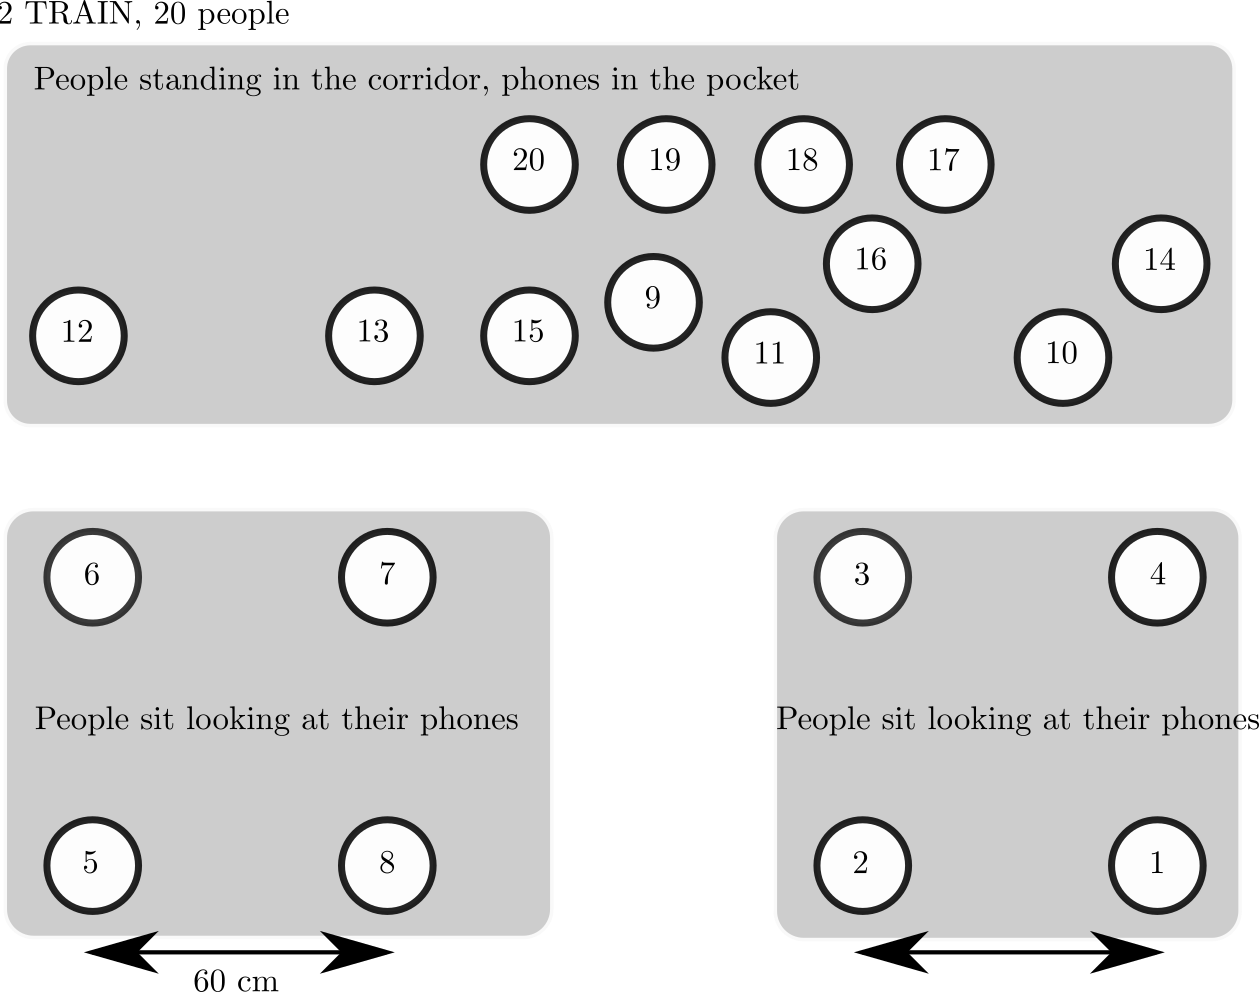 2 TRAIN, 20 people
People standing in the corridor, phones in the pocket
20 19 18 17
16 14
9
12 13 15
11 10
6 7 3 4
People sit looking at their phones People sit looking at their phones
5 8 2 1
60 cm